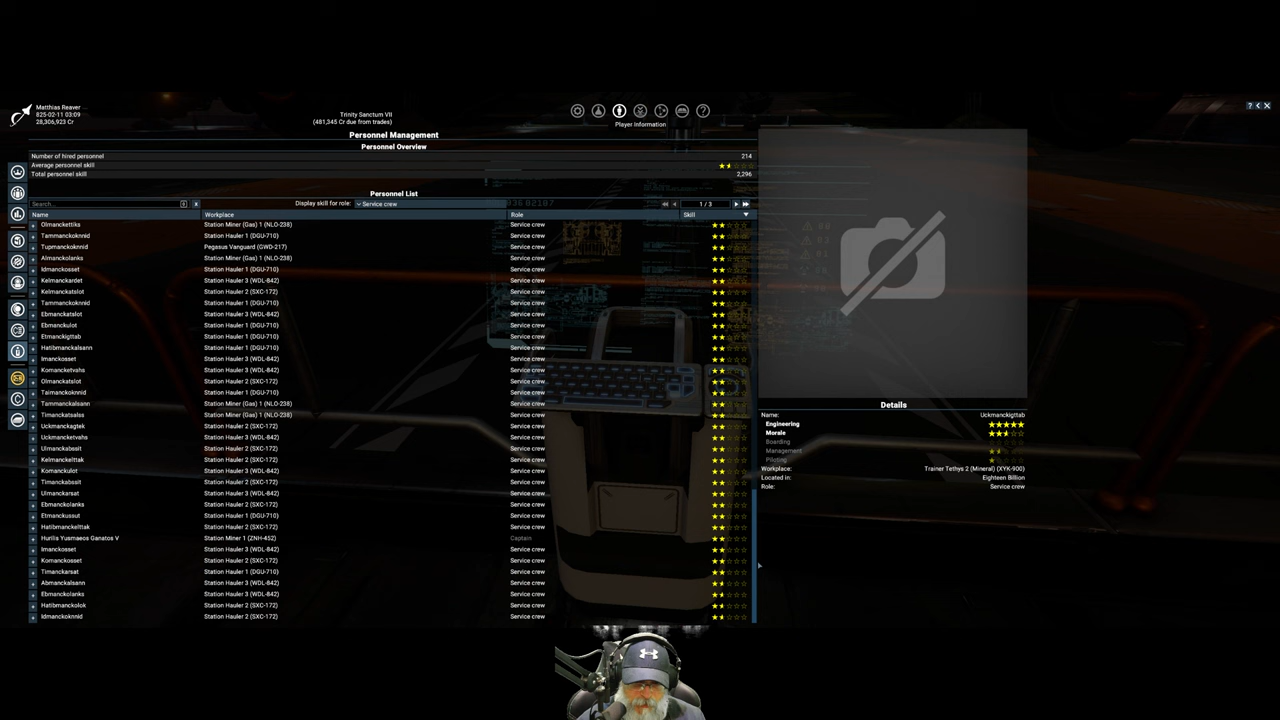 Matthias Reaver ...
825-02-11 03:09
28,306,923 Cr
Trinity Sanctum VII
(481,345 Cr due from trades)
Player Information
Personnel Management
Personnel Overview
Number of hired personnel 214
Average personnel skill
Total personnel skill 2,296
Personnel List
Search... Display skill for role: Service crew 1 / 3
Name Workplace Role Skill
Olmanckettiks Station Miner (Gas) 1 (NLO-238) Service crew
Tammanckoknnid Station Hauler 1 (DGU-710) Service crew
Tupmanckoknnid Pegasus Vanguard (GWD-217) Service crew
Almanckolanks Station Miner (Gas) 1 (NLO-238) Service crew
Idmanckosset Station Hauler 1 (DGU-710) Service crew
Kelmanckardet Station Hauler 3 (WDL-842) Service crew
Kelmanckatslot Station Hauler 2 (SXC-172) Service crew
Tammanckoknnid Station Hauler 1 (DGU-710) Service crew
Ebmanckatslot Station Hauler 3 (WDL-842) Service crew
Ebmanckulot Station Hauler 1 (DGU-710) Service crew
Etmanckigttab Station Hauler 1 (DGU-710) Service crew
Hatibmanckalsann Station Hauler 1 (DGU-710) Service crew
Imanckosset Station Hauler 3 (WDL-842) Service crew
Komancketvahs Station Hauler 3 (WDL-842) Service crew
Olmanckatslot Station Hauler 2 (SXC-172) Service crew
Taimanckoknnid Station Hauler 1 (DGU-710) Service crew
Tammanckalsann Station Miner (Gas) 1 (NLO-238) Service crew
Timanckatsalss Station Miner (Gas) 1 (NLO-238) Service crew
Uckmanckagtek Station Hauler 2 (SXC-172) Service crew
Uckmancketvahs Station Hauler 3 (WDL-842) Service crew
Ulmanckabssit Station Hauler 2 (SXC-172) Service crew
Kelmanckelttak Station Hauler 2 (SXC-172) Service crew
Komanckulot Station Hauler 3 (WDL-842) Service crew
Timanckabssit Station Hauler 2 (SXC-172) Service crew
Ulmanckarsat Station Hauler 3 (WDL-842) Service crew
Ebmanckolanks Station Hauler 2 (SXC-172) Service crew
Etmanckussut Station Hauler 1 (DGU-710) Service crew
Hatibmanckelttak Station Hauler 2 (SXC-172) Service crew
Hurilis Yusmaeos Ganatos V Station Miner 1 (ZNH-452) Captain
Imanckosset Station Hauler 3 (WDL-842) Service crew
Komanckosset Station Hauler 2 (SXC-172) Service crew
Timanckarsat Station Hauler 1 (DGU-710) Service crew
Abmanckalsann Station Hauler 3 (WDL-842) Service crew
Ebmanckolanks Station Hauler 3 (WDL-842) Service crew
Hatibmanckolok Station Hauler 2 (SXC-172) Service crew
Idmanckoknnid Station Hauler 2 (SXC-172) Service crew
Details
Name: Uckmanckigttab
Engineering
Morale
Boarding
Management
Piloting
Workplace: Trainer Tethys 2 (Mineral) (XYK-900)
Located in: Eighteen Billion
Role: Service crew